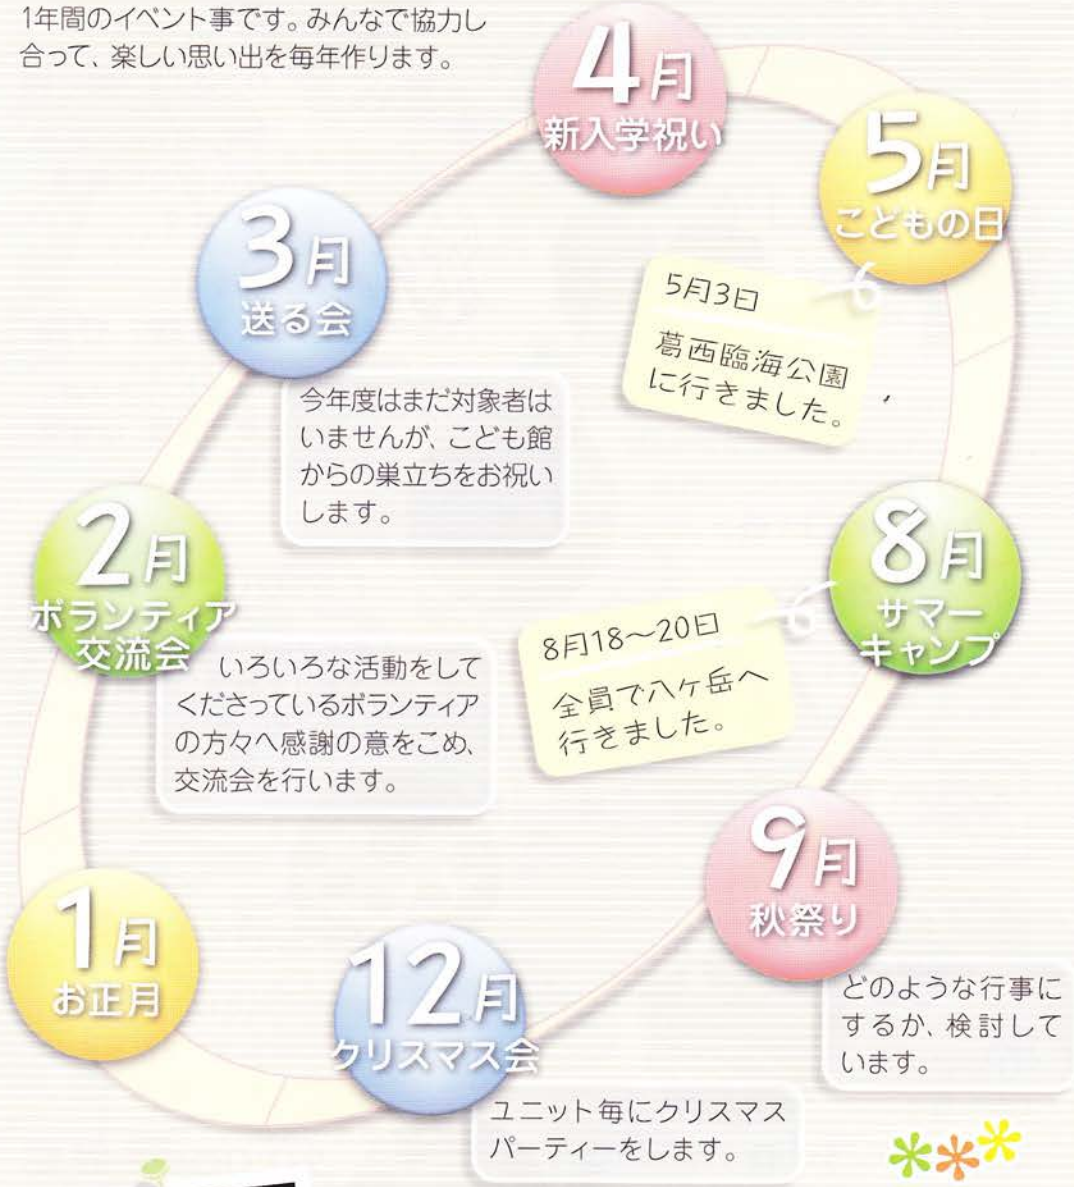 1年間のイベント事です。みんなで協力し
合って、楽しい思い出を毎年作ります。
4月
新入学祝い
5月
こどもの日
5月3日
葛西臨海公園
に行きました。
8月
サマー
キャンプ
8月18〜20日
全員で八ヶ岳へ
行きました。
9月
秋祭り
どのような行事に
するか、検討して
います。
12月
クリスマス会
ユニット毎にクリスマス
パーティーをします。
1月
お正月
2月
ボランティア
交流会
いろいろな活動をして
くださっているボランティア
の方々へ感謝の意をこめ、
交流会を行います。
3月
送る会
今年度はまだ対象者は
いませんが、こども館
からの巣立ちをお祝い
します。